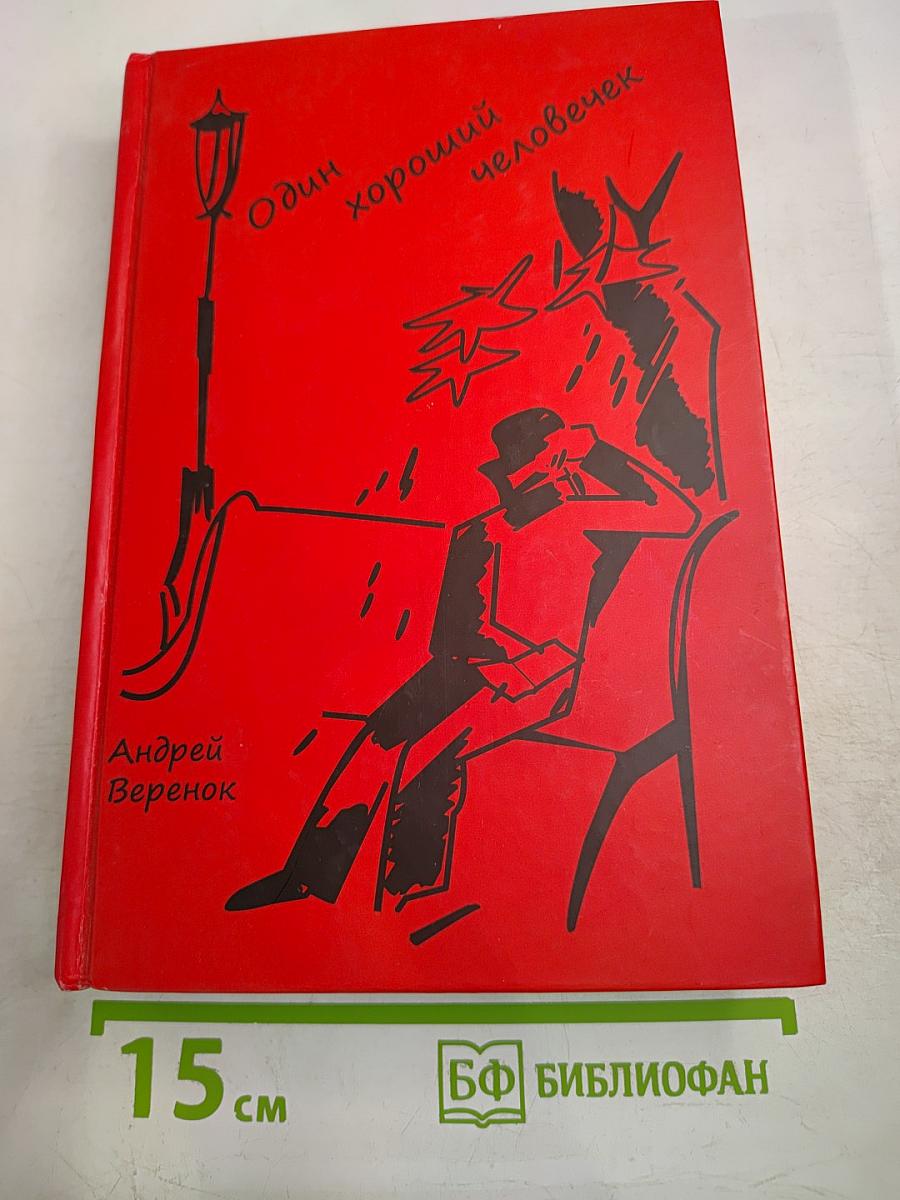 Один
хороший
человечек
Андрей
Веренок
15 см
БФ БИБЛИОФАН